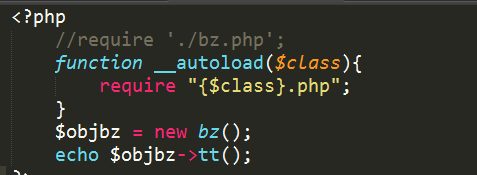 <?php
//require './bz.php';
function __autoload($class){
require "{$class}.php";
}
$objbz = new bz();
echo $objbz->tt();